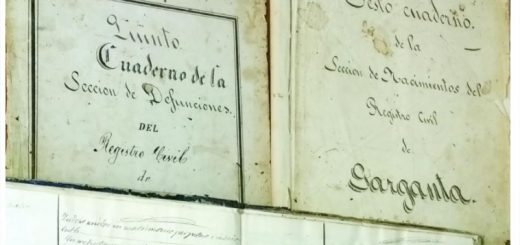 Quinto
Cuaderno de la
Seccion de Defunciones.
DEL
Registro Civil
de
Sesto cuaderno.
de la
Seccion de Nacimientos del
Registro Civil
de
Garganta.